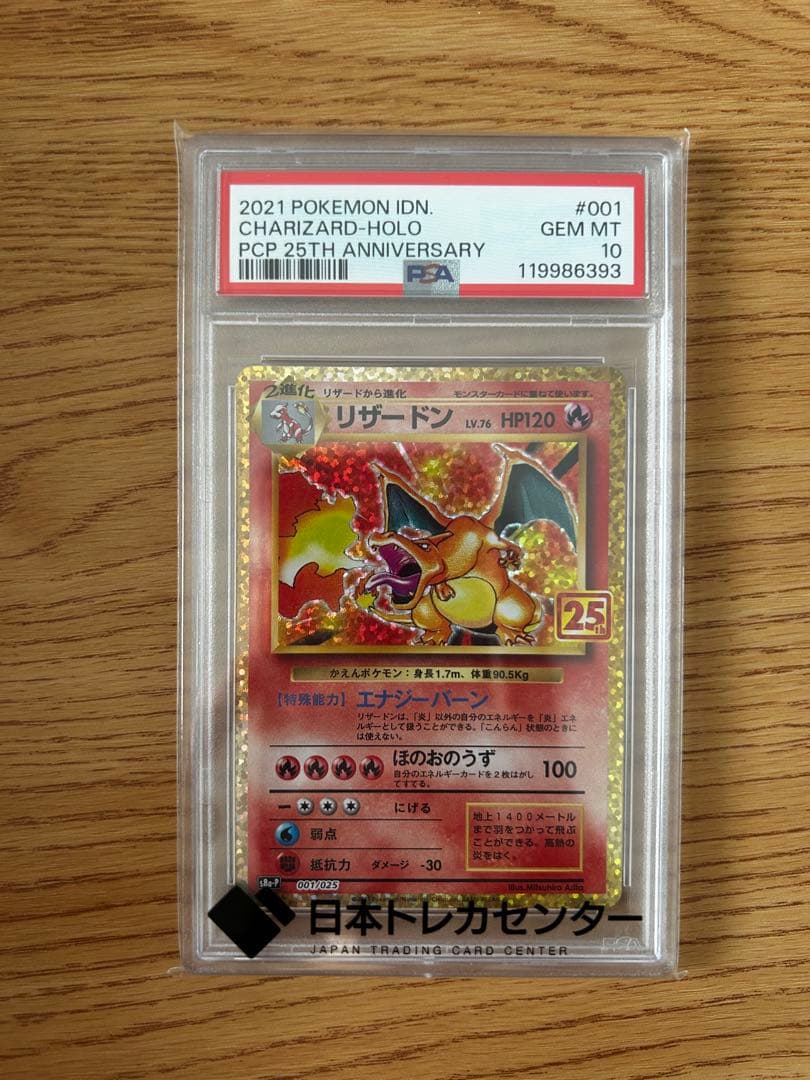 2021 POKEMON IDN.
#001
CHARIZARD-HOLO
GEM MT
PCP 25TH ANNIVERSARY
10
PSA
119986393
2進化
リザードから進化
モンスターカードに重ねて使います。
リザードン
LV.76
HP120
25th
かえんポケモン:身長1.7m、体重90.5Kg
【特殊能力】エナジーバーン
リザードンは、「炎」以外の自分のエネルギーを「炎」エネ
ルギーとして扱うことができる。「こんらん」状態のときに
は使えない。
ほのおのうず
自分のエネルギーカードを2枚はがし
てすてる。
100
ー
にげる
弱点
抵抗力
ダメージ -30
地上1400メートル
まで羽をつかって飛ぶ
ことができる。高熱の
炎をはく。
s8a-P
001/025
Illus.Mitsuhiro Arita
日本トレカセンター
JAPAN TRADING CARD CENTER
PSA